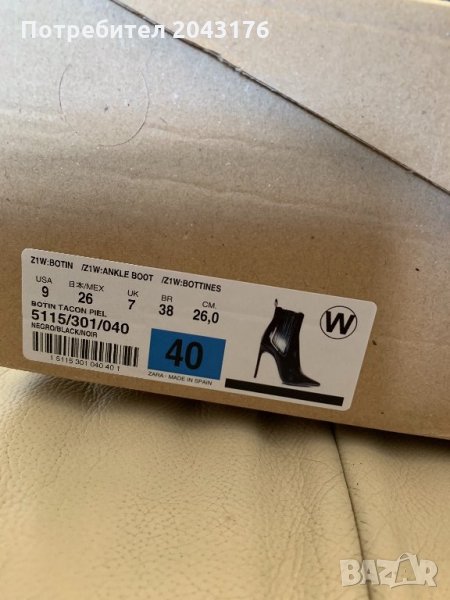 Потребител 2043176
Z1W:BOTIN /Z1W:ANKLE BOOT /Z1W:BOTTINES
USA 日本/MEX UK BR CM.
9 26 7 38 26,0
BOTIN TACON PIEL
5115/301/040
NEGRO/BLACK/NOIR
40
W
1 5115 301 040 40 1
ZARA - MADE IN SPAIN
BAZAR